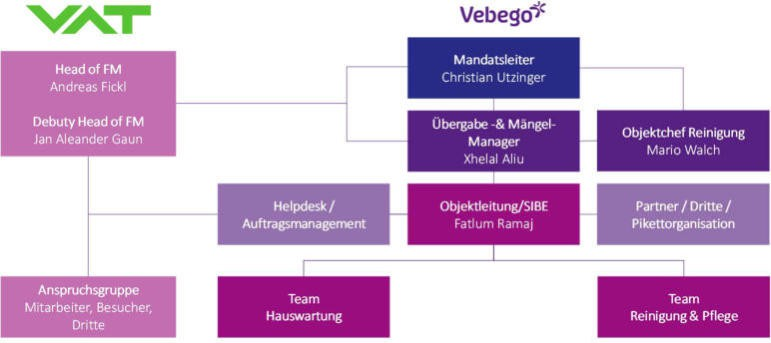 VAT
Vebego
Head of FM
Andreas Fickl
Debuty Head of FM
Jan Aleander Gaun
Mandatsleiter
Christian Utzinger
Übergabe -& Mängel-
Manager
Xhelal Aliu
Objektchef Reinigung
Mario Walch
Helpdesk /
Auftragsmanagement
Objektleitung/SIBE
Fatlum Ramaj
Partner / Dritte /
Pikettorganisation
Anspruchsgruppe
Mitarbeiter, Besucher,
Dritte
Team
Hauswartung
Team
Reinigung & Pflege